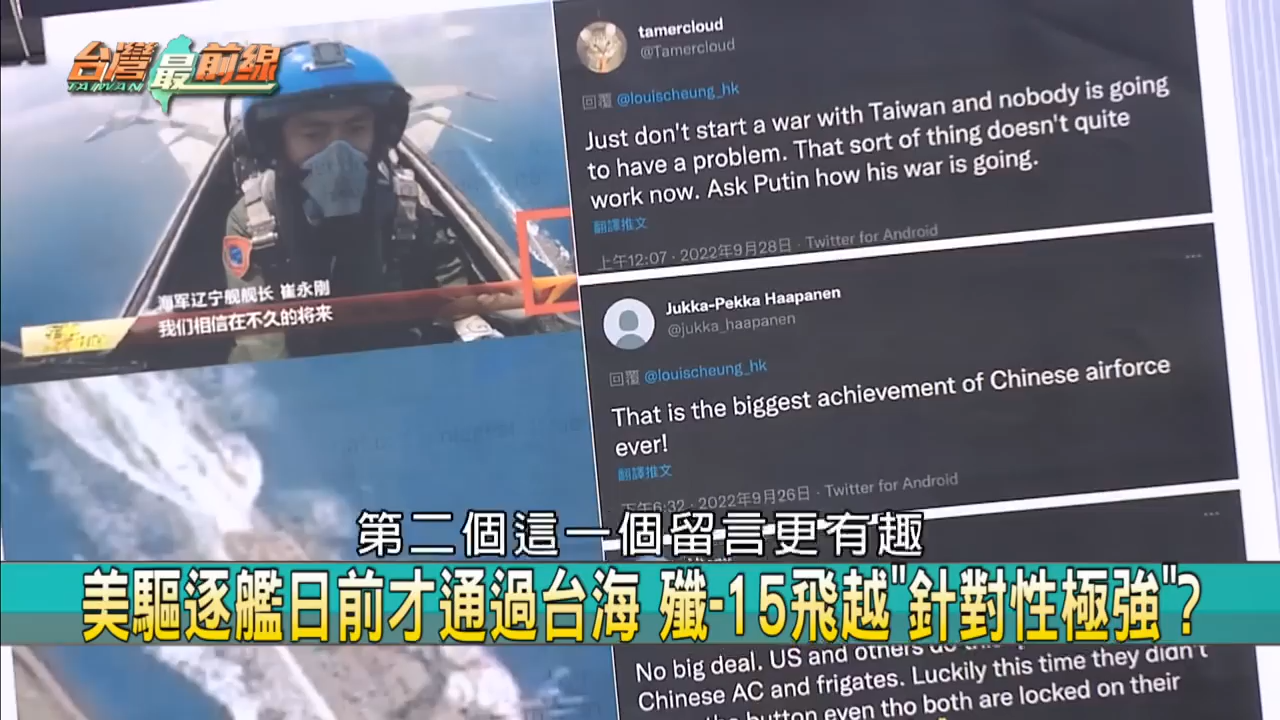 台灣最前線
TAIWAN
海军辽宁舰舰长 崔永刚
我们相信在不久的将来
tamercloud
@Tamercloud
回覆 @louischeung_hk
Just don't start a war with Taiwan and nobody is going
to have a problem. That sort of thing doesn't quite
work now. Ask Putin how his war is going.
翻譯推文
上午12:07 · 2022年9月28日 · Twitter for Android
Jukka-Pekka Haapanen
@jukka_haapanen
回覆 @louischeung_hk
That is the biggest achievement of Chinese airforce
ever!
翻譯推文
下午6:32 · 2022年9月26日 · Twitter for Android
第二個這一個留言更有趣
美驅逐艦日前才通過台海 殲-15飛越"針對性極強"?
No big deal. US and others do this
Chinese AC and frigates. Luckily this time they didn't
button even tho both are locked on their